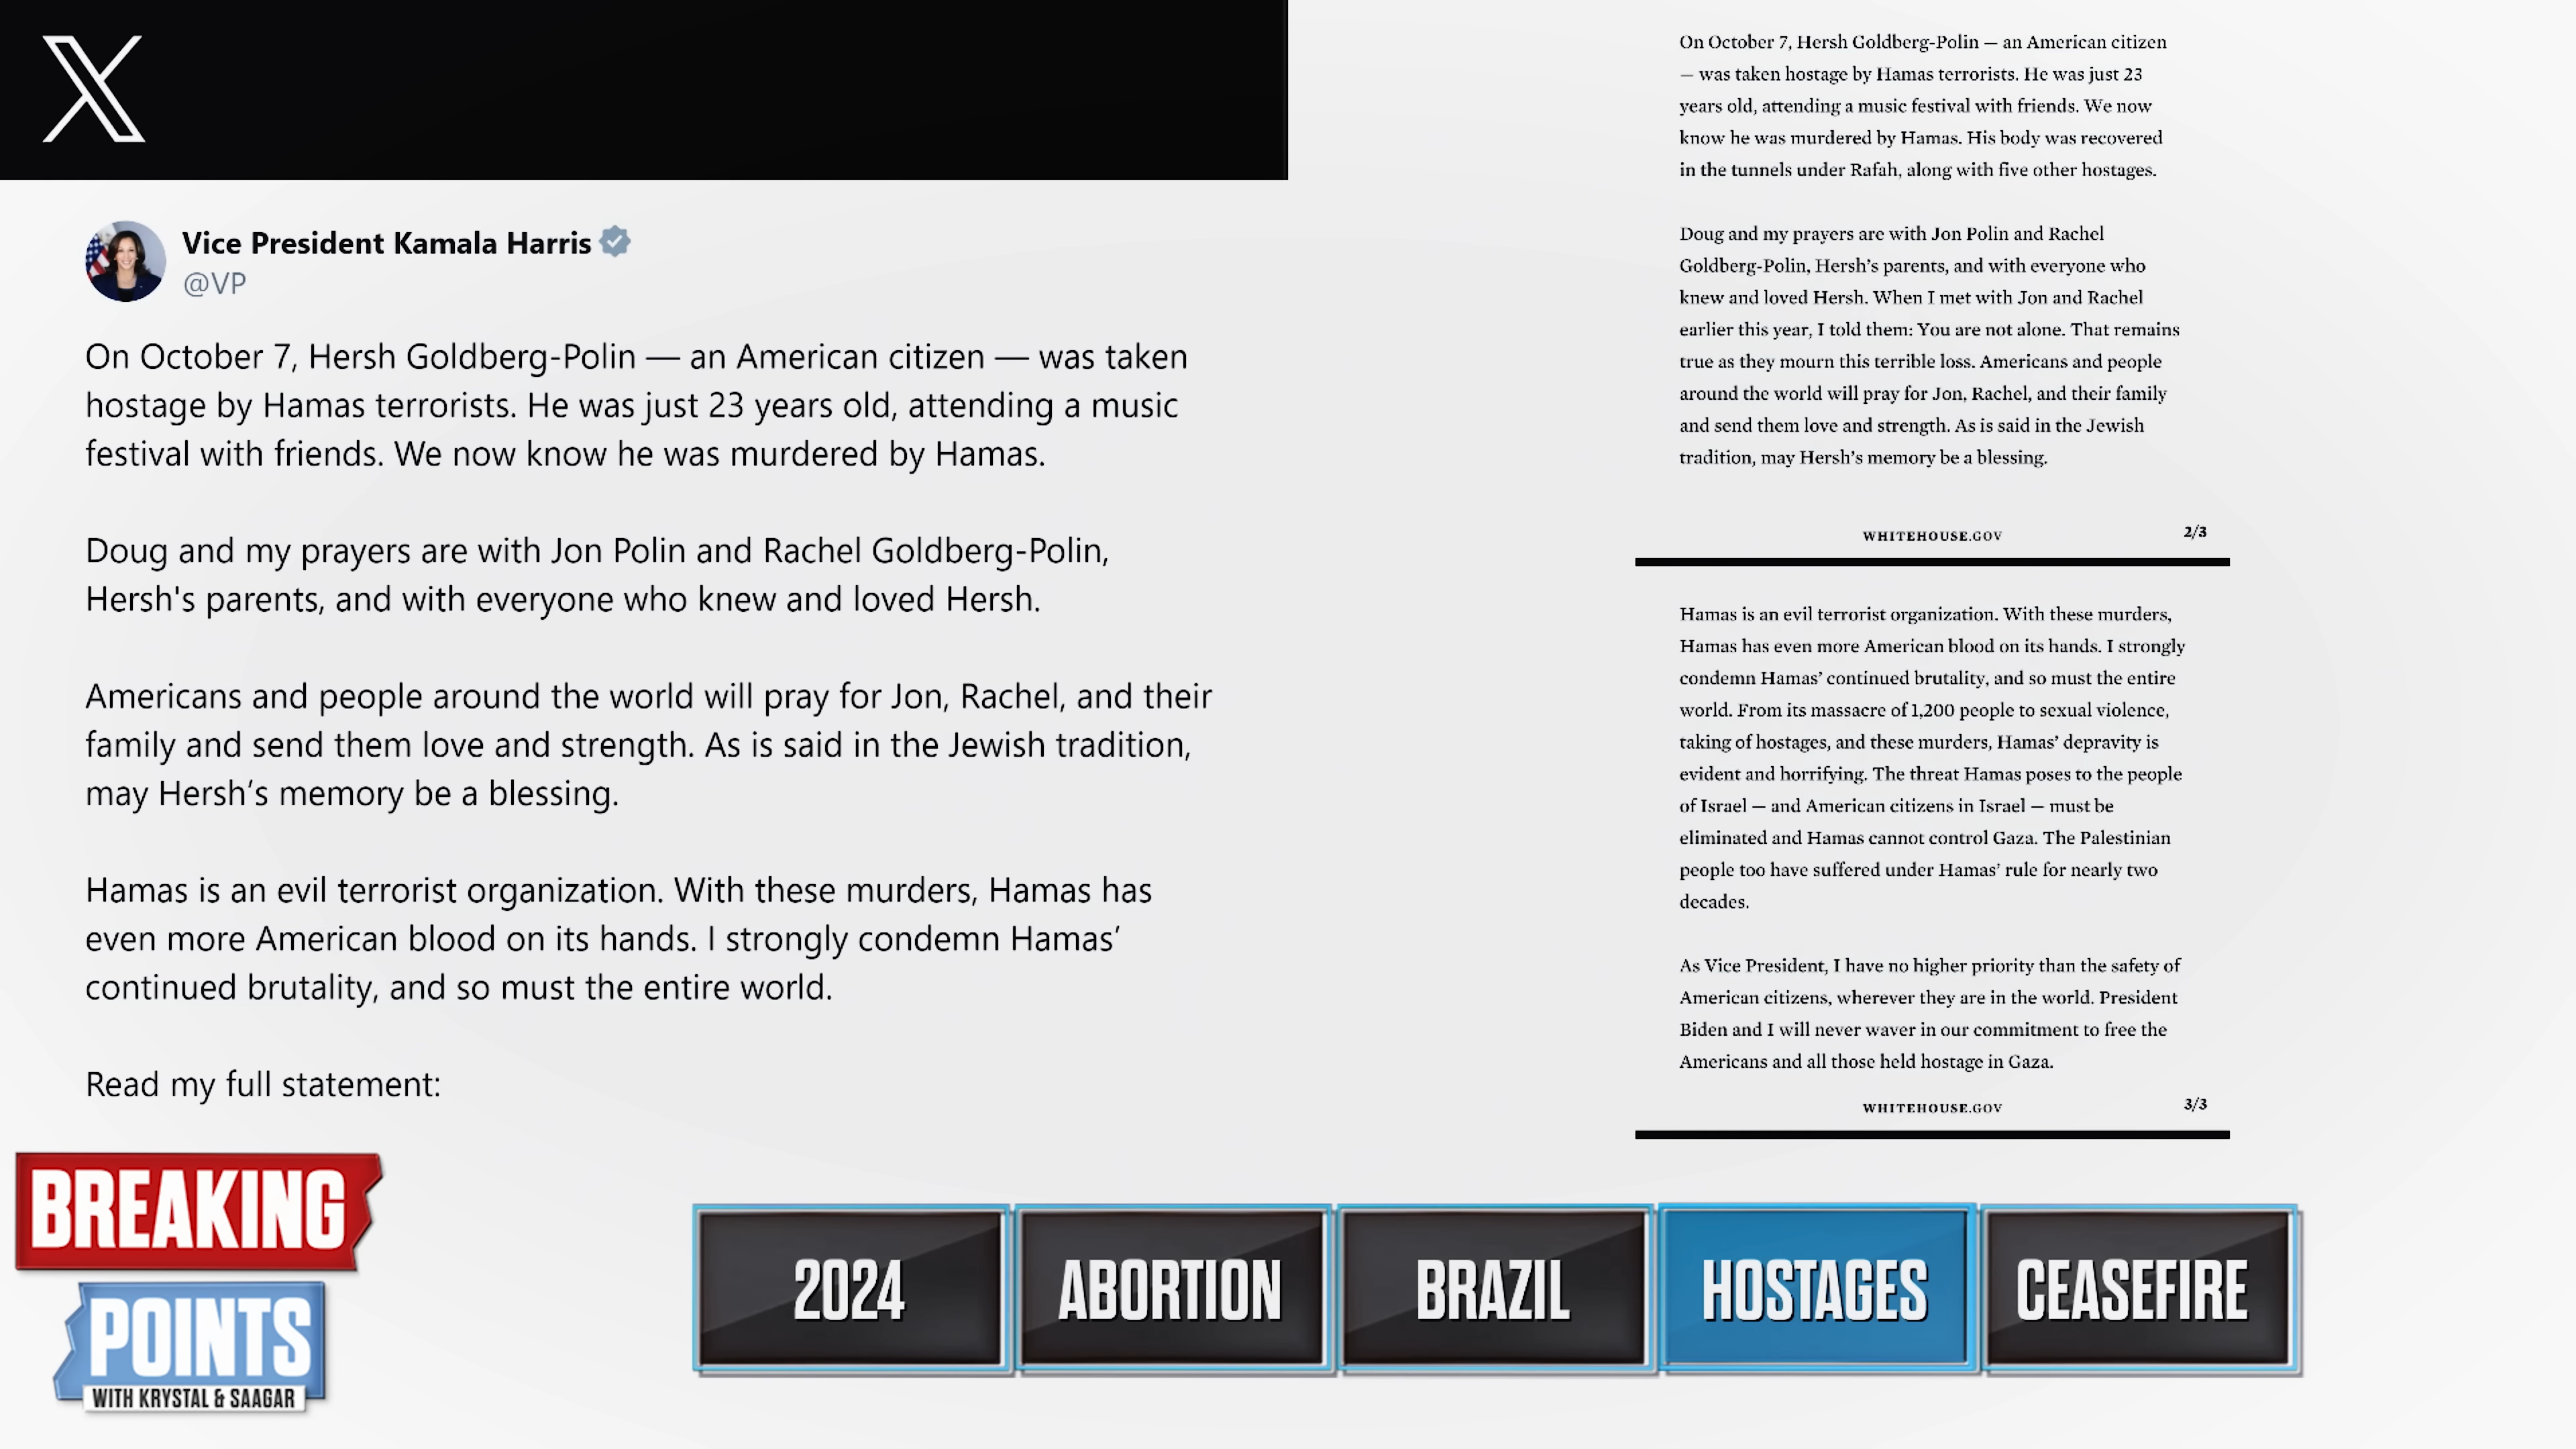 Vice President Kamala Harris
@VP
On October 7, Hersh Goldberg-Polin — an American citizen — was taken
hostage by Hamas terrorists. He was just 23 years old, attending a music
festival with friends. We now know he was murdered by Hamas.
Doug and my prayers are with Jon Polin and Rachel Goldberg-Polin,
Hersh's parents, and with everyone who knew and loved Hersh.
Americans and people around the world will pray for Jon, Rachel, and their
family and send them love and strength. As is said in the Jewish tradition,
may Hersh’s memory be a blessing.
Hamas is an evil terrorist organization. With these murders, Hamas has
even more American blood on its hands. I strongly condemn Hamas’
continued brutality, and so must the entire world.
Read my full statement:
On October 7, Hersh Goldberg-Polin — an American citizen
— was taken hostage by Hamas terrorists. He was just 23
years old, attending a music festival with friends. We now
know he was murdered by Hamas. His body was recovered
in the tunnels under Rafah, along with five other hostages.
Doug and my prayers are with Jon Polin and Rachel
Goldberg-Polin, Hersh’s parents, and with everyone who
knew and loved Hersh. When I met with Jon and Rachel
earlier this year, I told them: You are not alone. That remains
true as they mourn this terrible loss. Americans and people
around the world will pray for Jon, Rachel, and their family
and send them love and strength. As is said in the Jewish
tradition, may Hersh’s memory be a blessing.
WHITEHOUSE.GOV 2/3
Hamas is an evil terrorist organization. With these murders,
Hamas has even more American blood on its hands. I strongly
condemn Hamas’ continued brutality, and so must the entire
world. From its massacre of 1,200 people to sexual violence,
taking of hostages, and these murders, Hamas’ depravity is
evident and horrifying. The threat Hamas poses to the people
of Israel — and American citizens in Israel — must be
eliminated and Hamas cannot control Gaza. The Palestinian
people too have suffered under Hamas’ rule for nearly two
decades.
As Vice President, I have no higher priority than the safety of
American citizens, wherever they are in the world. President
Biden and I will never waver in our commitment to free the
Americans and all those held hostage in Gaza.
WHITEHOUSE.GOV 3/3
BREAKING
POINTS
WITH KRYSTAL & SAAGAR
2024 ABORTION BRAZIL HOSTAGES CEASEFIRE